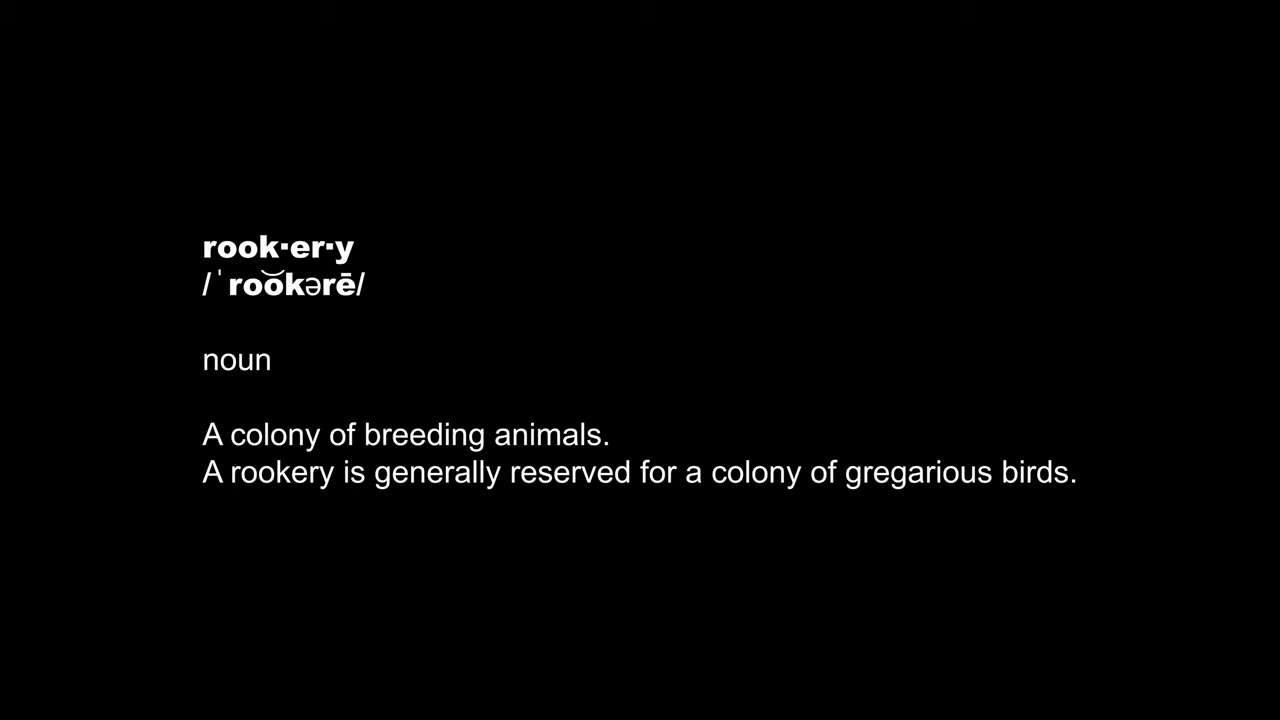 rook·er·y
/ˈro͝okərē/
noun
A colony of breeding animals.
A rookery is generally reserved for a colony of gregarious birds.